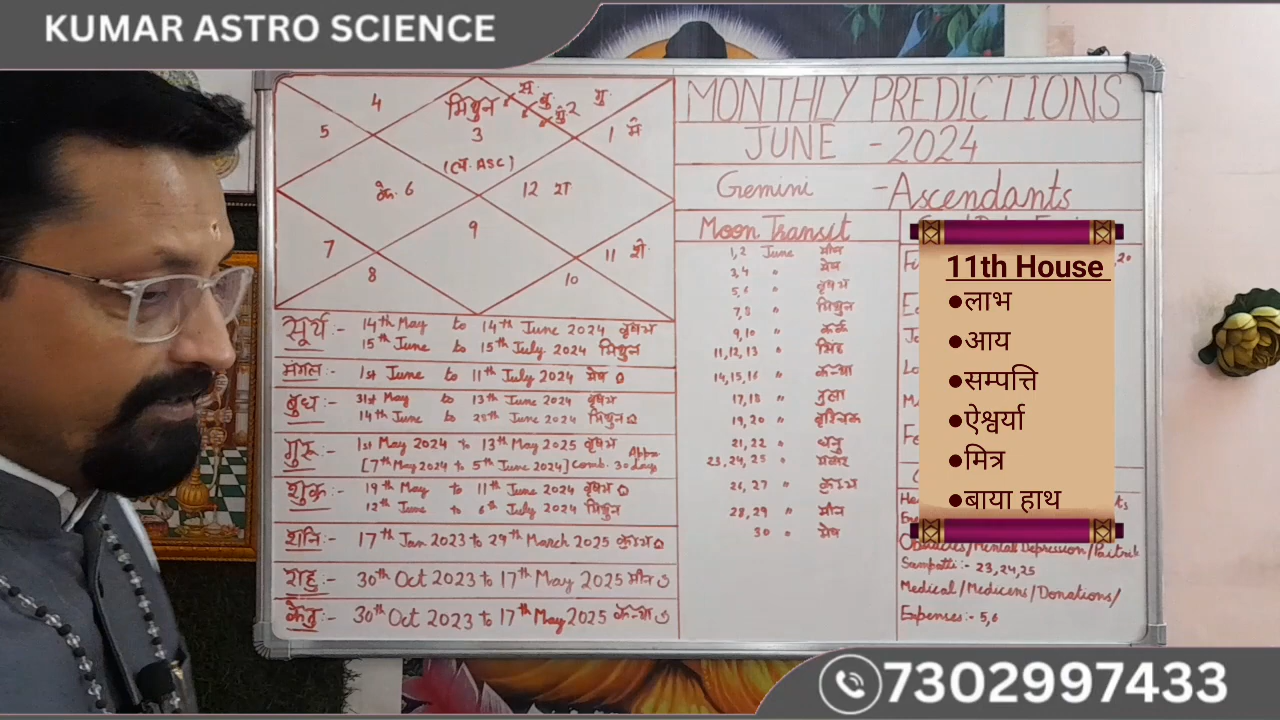 KUMAR ASTRO SCIENCE
4
मिथुन
3
(ल. ASC)
5
2
गु.
1 मं
के. 6
12 रा
9
7
8
11 श
10
सूर्य:- 14th May to 14th June 2024 वृषभ
15th June to 15th July 2024 मिथुन
मंगल:- 1st June to 11th July 2024 मेष
बुध:- 31st May to 13th June 2024 वृषभ
14th June to 28th June 2024 मिथुन
गुरू:- 1st May 2024 to 13th May 2025 वृषभ
[7th May 2024 to 5th June 2024] Comb. 30 days
शुक्र:- 19th May to 11th June 2024 वृषभ
12th June to 6th July 2024 मिथुन
शनि:- 17th Jan 2023 to 29th March 2025 कुम्भ
राहु:- 30th Oct 2023 to 17th May 2025 मीन
केतु:- 30th Oct 2023 to 17th May 2025 कन्या
MONTHLY PREDICTIONS
JUNE - 2024
Gemini - Ascendants
Moon Transit
1,2 June मीन
3,4 " मेष
5,6 " वृषभ
7,8 " मिथुन
9,10 " कर्क
11,12,13 " सिंह
14,15,16 " कन्या
17,18 " तुला
19,20 " वृश्चिक
21,22 " धनु
23,24,25 " मकर
26,27 " कुम्भ
28,29 " मीन
30 " मेष
11th House
●लाभ
●आय
●सम्पत्ति
●ऐश्वर्या
●मित्र
●बाया हाथ
Obstacles/Mental Depression/
Sampatti:- 23,24,25
Medical/Medicens/Donations/
Expenses:- 5,6
7302997433